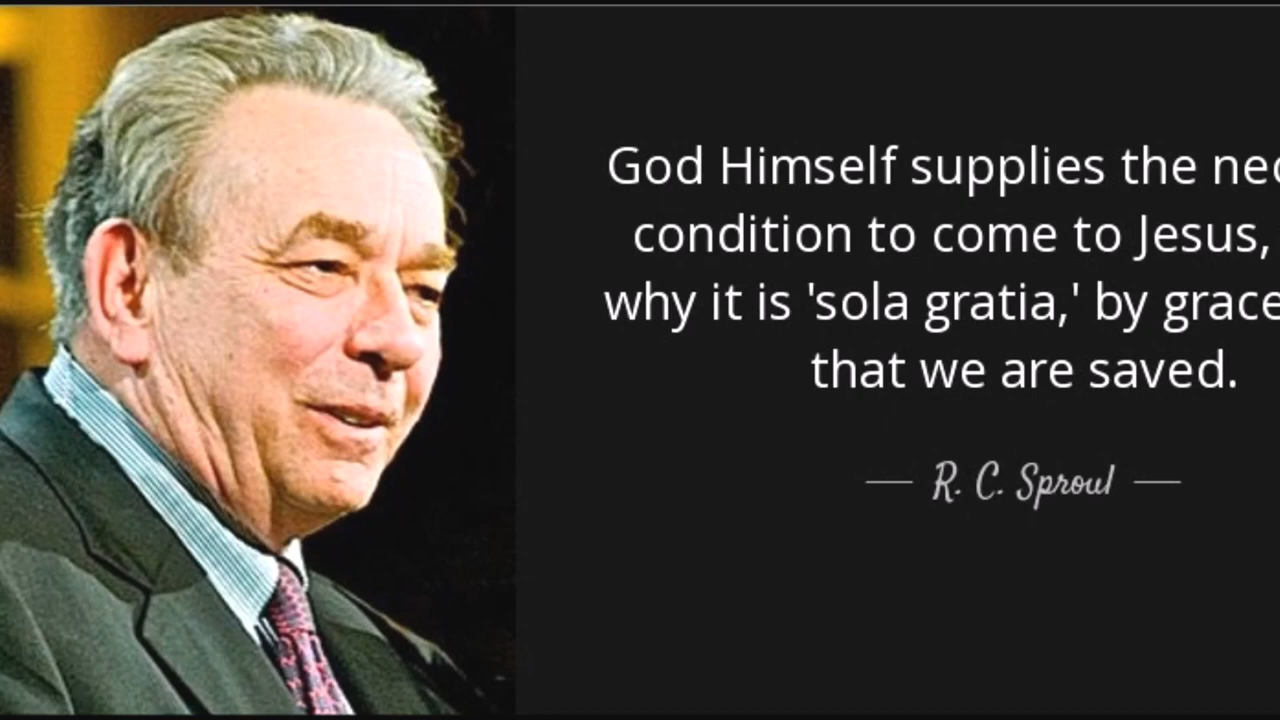 God Himself supplies the
condition to come to Jesus,
why it is 'sola gratia,' by grace
that we are saved.
R. C. Sproul